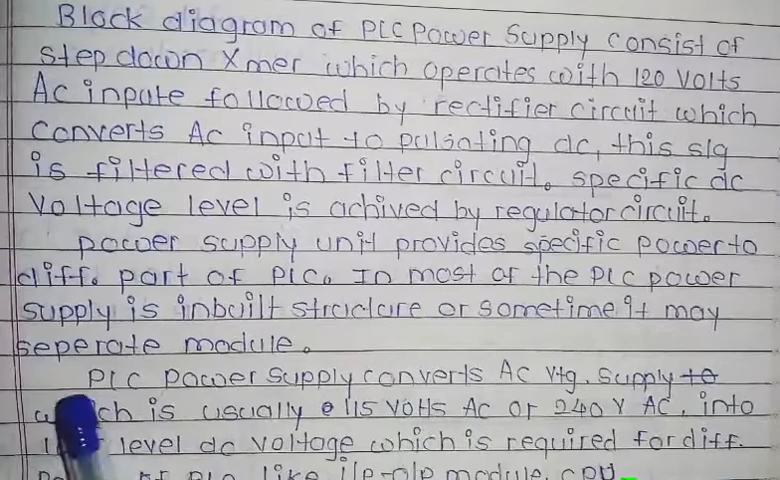 Block diagram of PLC Power Supply consist of
step down Xmer which operates with 120 Volts
Ac inpute followed by rectifier circuit which
converts Ac input to pulsating dc, this sig
is filtered with filter circuit. specific dc
voltage level is achived by regulator circuit.
power supply unit provides specific power to
diff. part of PLC. In most of the PLC power
supply is inbuilt structure or sometime it may
seperate module.
PLC Power Supply converts Ac Vtg. Supply to
ch is usually 115 Volts Ac or 240 V AC, into
level dc voltage which is required for diff.
of PLC like i/p-o/p module, CPU